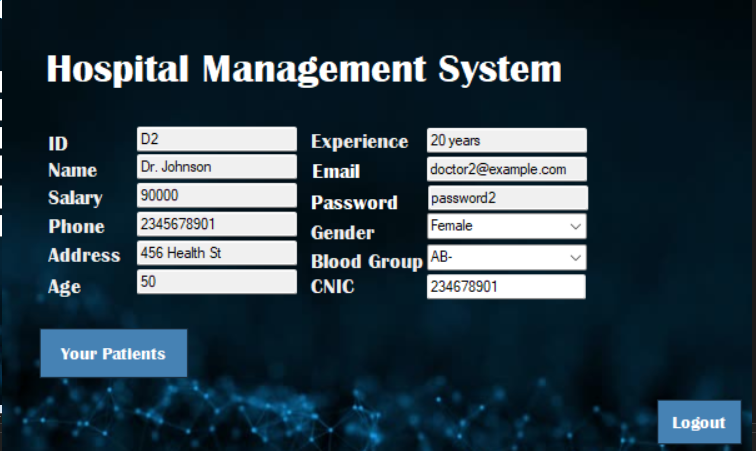 Hospital Management System
ID D2
Name Dr. Johnson
Salary 90000
Phone 2345678901
Address 456 Health St
Age 50
Experience 20 years
Email doctor2@example.com
Password password2
Gender Female
Blood Group AB-
CNIC 234678901
Your Patients
Logout